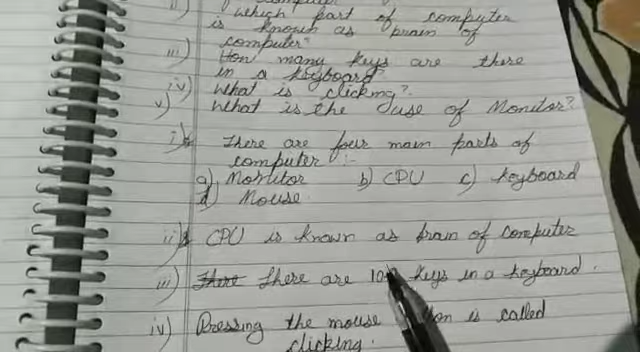 ii) Which part of computer
is known as brain of
computer?
iii) How many keys are there
in a keyboard?
iv) What is clicking?
v) What is the use of Monitor?
i) There are four main parts of
computer :-
a) Monitor b) CPU c) keyboard
d) Mouse
ii) CPU is known as brain of computer
iii) There are keys in a keyboard.
iv) Pressing the mouse is called
clicking.